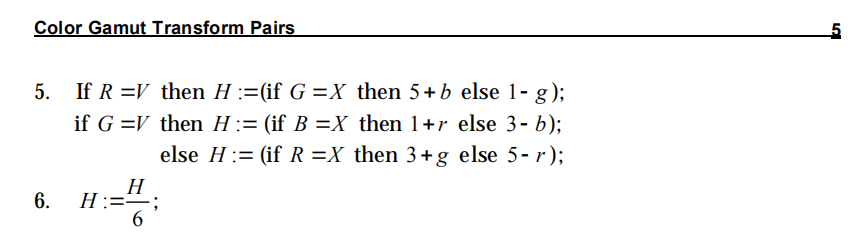 Color Gamut Transform Pairs 5
5. If R =V then H :=(if G =X then 5+b else 1- g);
if G =V then H := (if B =X then 1+r else 3- b);
else H := (if R =X then 3+g else 5- r);
6. H:=H/6;